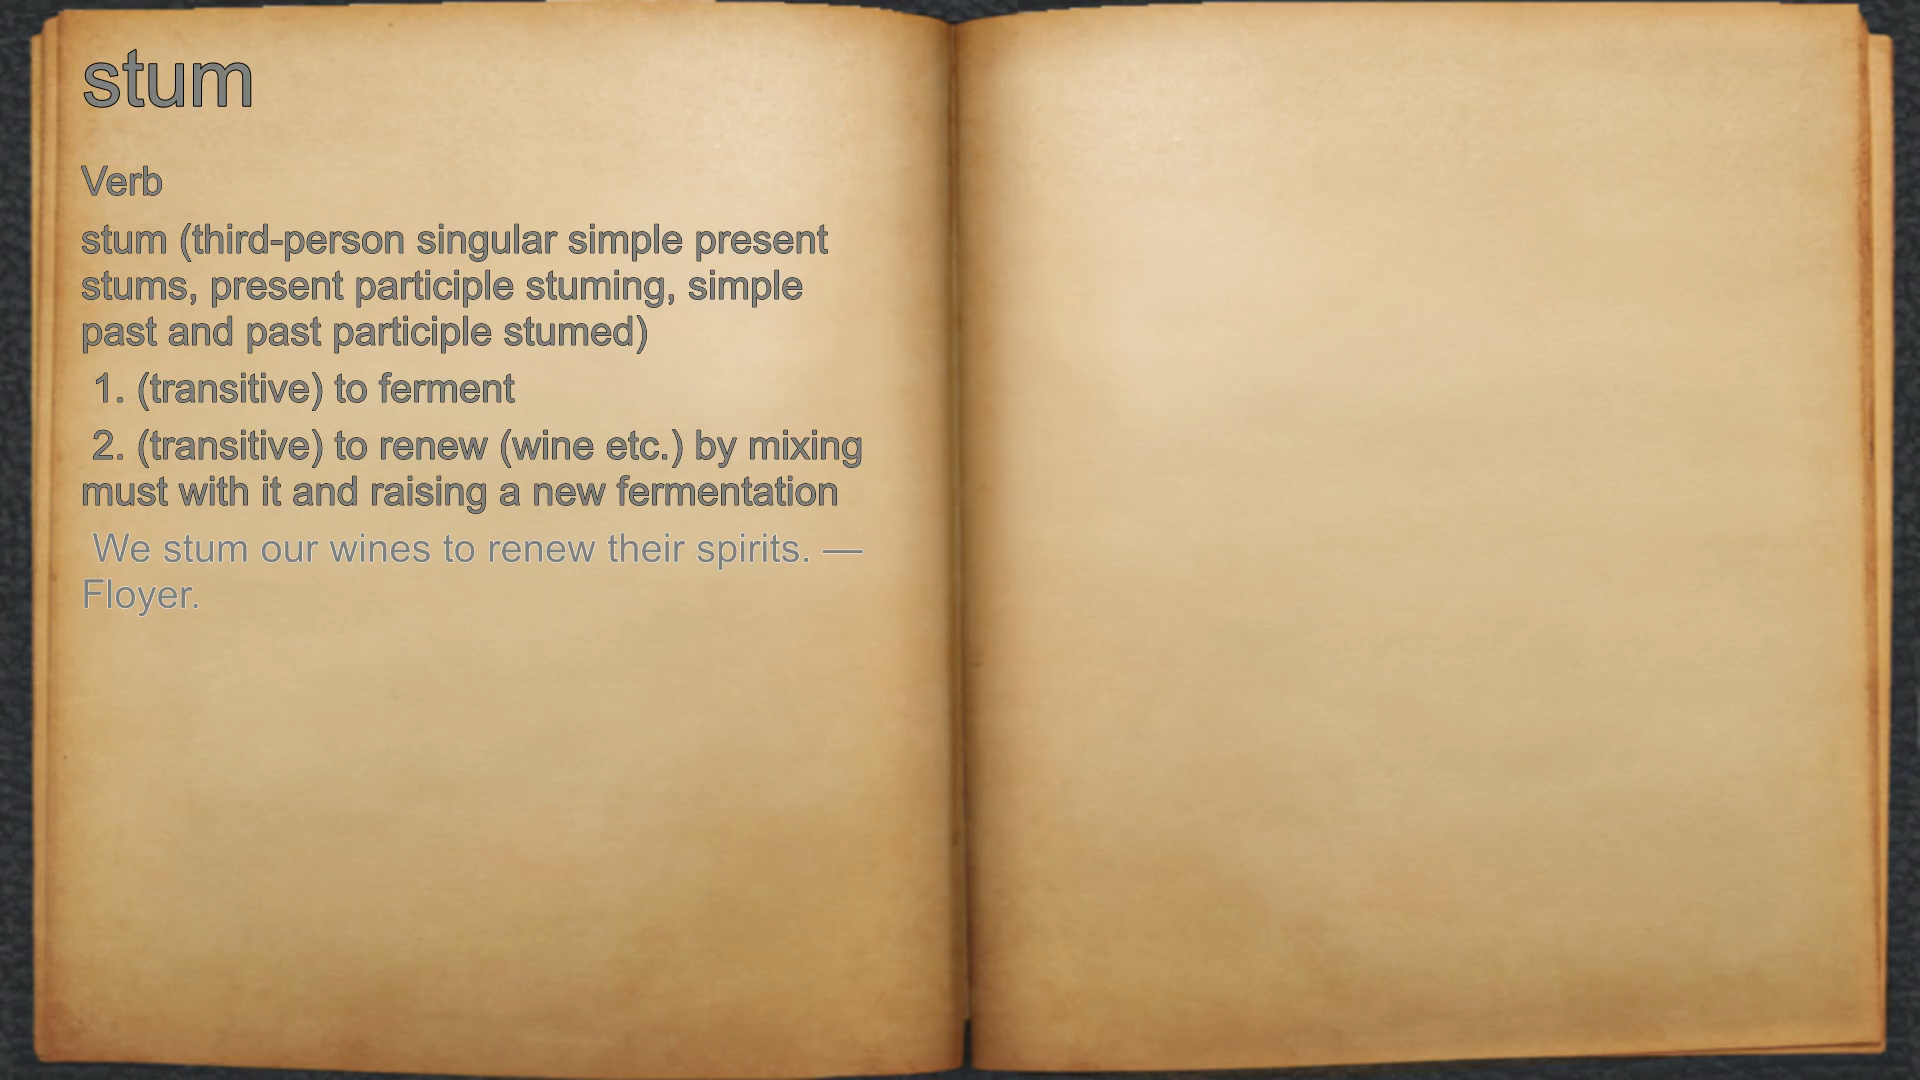 stum
Verb
stum (third-person singular simple present
stums, present participle stuming, simple
past and past participle stumed)
1. (transitive) to ferment
2. (transitive) to renew (wine etc.) by mixing
must with it and raising a new fermentation
We stum our wines to renew their spirits. —
Floyer.